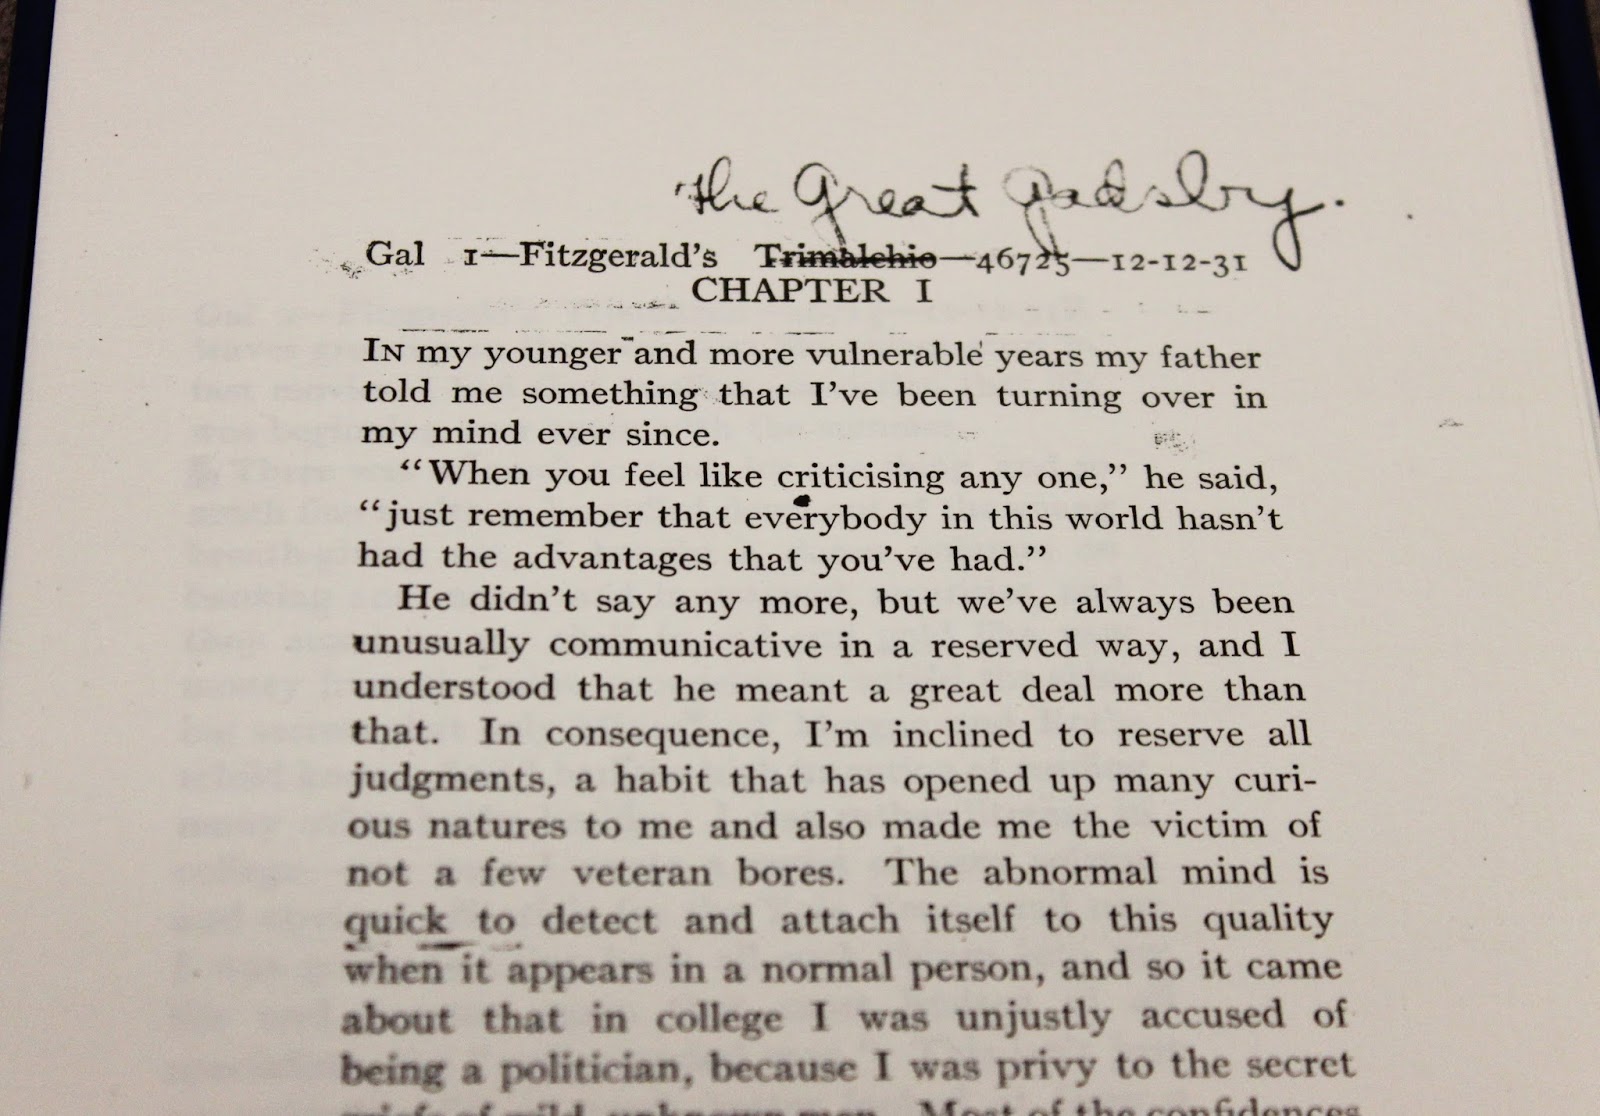 the Great Gadsby.
Gal 1—Fitzgerald's Trimalchio—46725—12-12-31
CHAPTER I
IN my younger and more vulnerable years my father
told me something that I've been turning over in
my mind ever since.
“When you feel like criticising any one,” he said,
“just remember that everybody in this world hasn't
had the advantages that you've had.”
He didn't say any more, but we've always been
unusually communicative in a reserved way, and I
understood that he meant a great deal more than
that. In consequence, I'm inclined to reserve all
judgments, a habit that has opened up many curi-
ous natures to me and also made me the victim of
not a few veteran bores. The abnormal mind is
quick to detect and attach itself to this quality
when it appears in a normal person, and so it came
about that in college I was unjustly accused of
being a politician, because I was privy to the secret
Most of the confidences